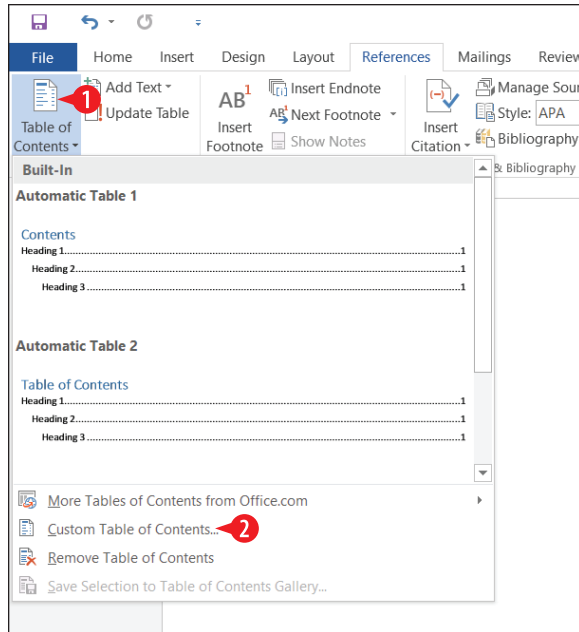 File Home Insert Design Layout References Mailings Review
Add Text
Insert Endnote
Manage Sour
1
AB1
Update Table
Next Footnote
Style: APA
Table of Contents
Insert Footnote
Show Notes
Insert Citation
Bibliography
& Bibliography
Built-In
Automatic Table 1
Contents
Heading 1...1
Heading 2...1
Heading 3...1
Automatic Table 2
Table of Contents
Heading 1...1
Heading 2...1
Heading 3...1
More Tables of Contents from Office.com
Custom Table of Contents... 2
Remove Table of Contents
Save Selection to Table of Contents Gallery...